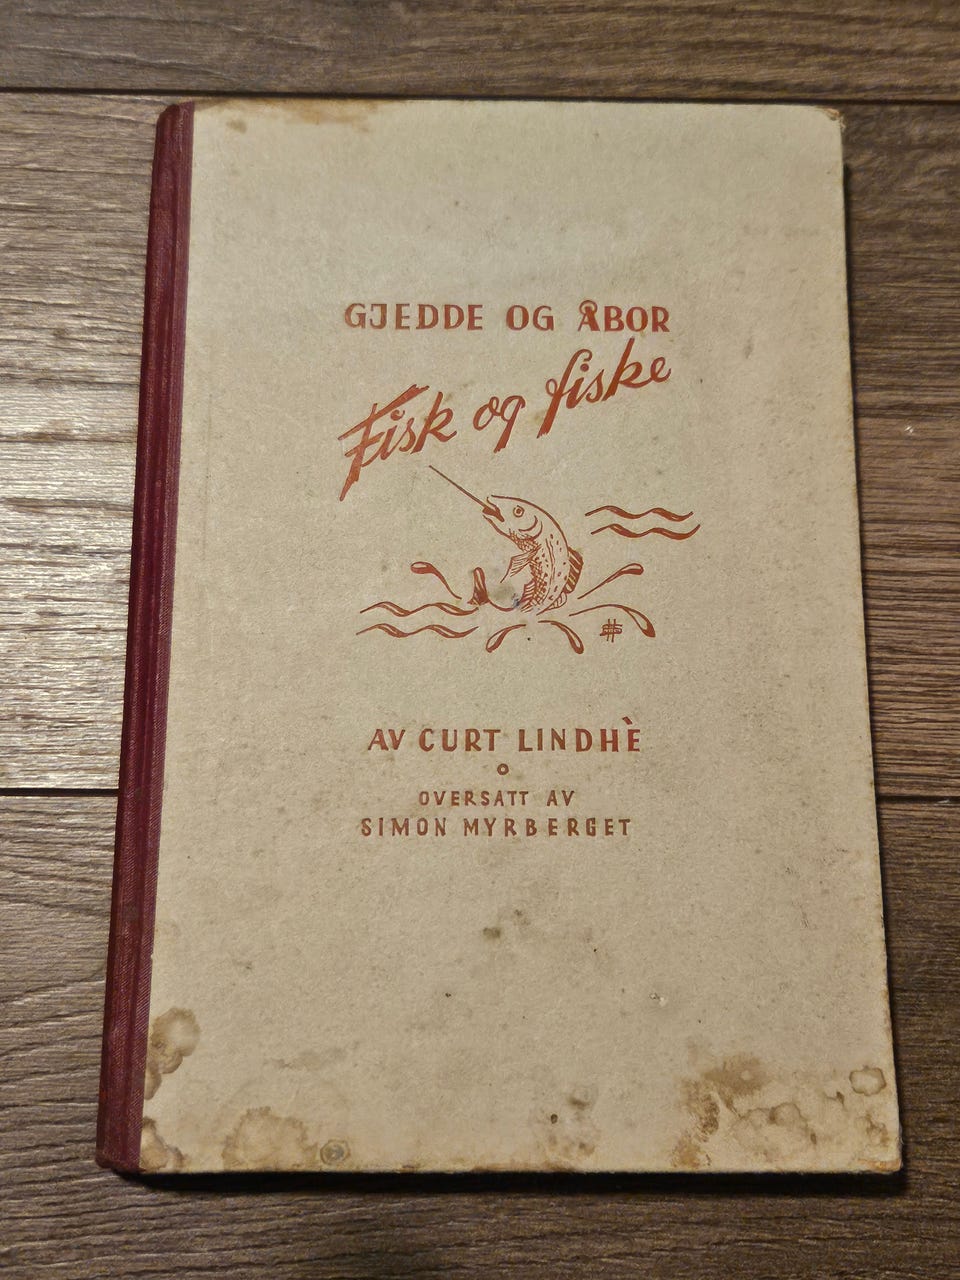 GJEDDE OG ÅBOR
Fisk og fiske
AV CURT LINDHÈ
OVERSATT AV
SIMON MYRBERGET